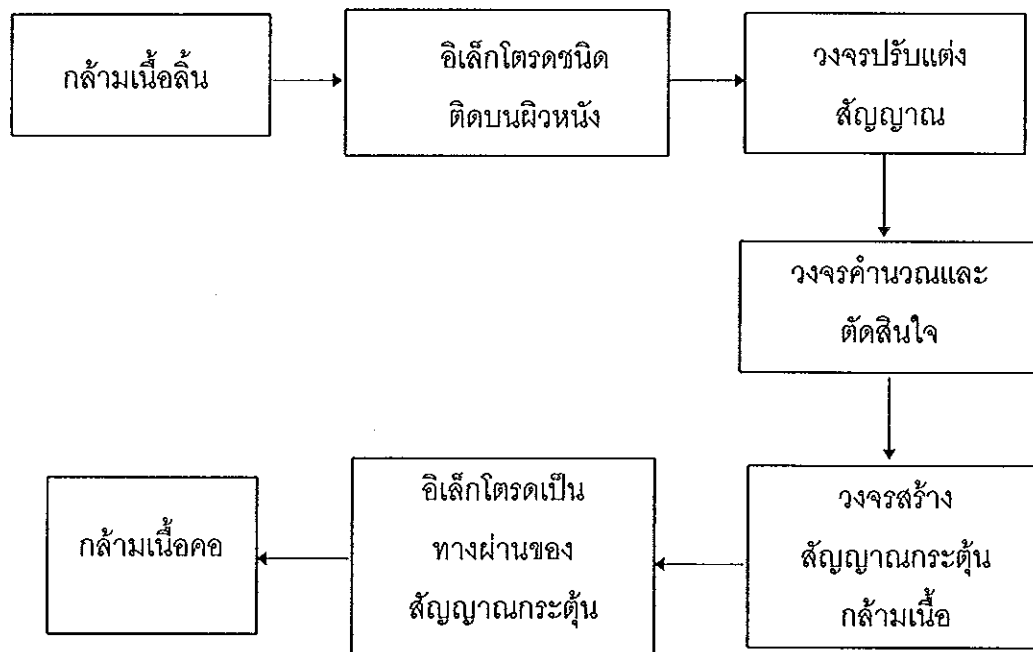 กล้ามเนื้อลิ้น
อิเล็กโตรดชนิด
ติดบนผิวหนัง
วงจรปรับแต่ง
สัญญาณ
วงจรคำนวณและ
ตัดสินใจ
วงจรสร้าง
สัญญาณกระตุ้น
กล้ามเนื้อ
อิเล็กโตรดเป็น
ทางผ่านของ
สัญญาณกระตุ้น
กล้ามเนื้อคอ